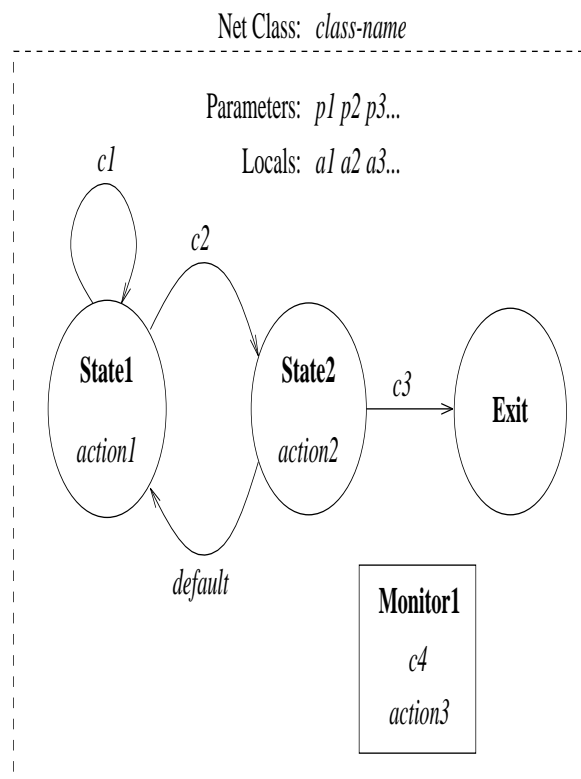 Net Class: class-name
Parameters: p1 p2 p3...
Locals: a1 a2 a3...
c1
c2
State1
action1
State2
action2
c3
Exit
default
Monitor1
c4
action3